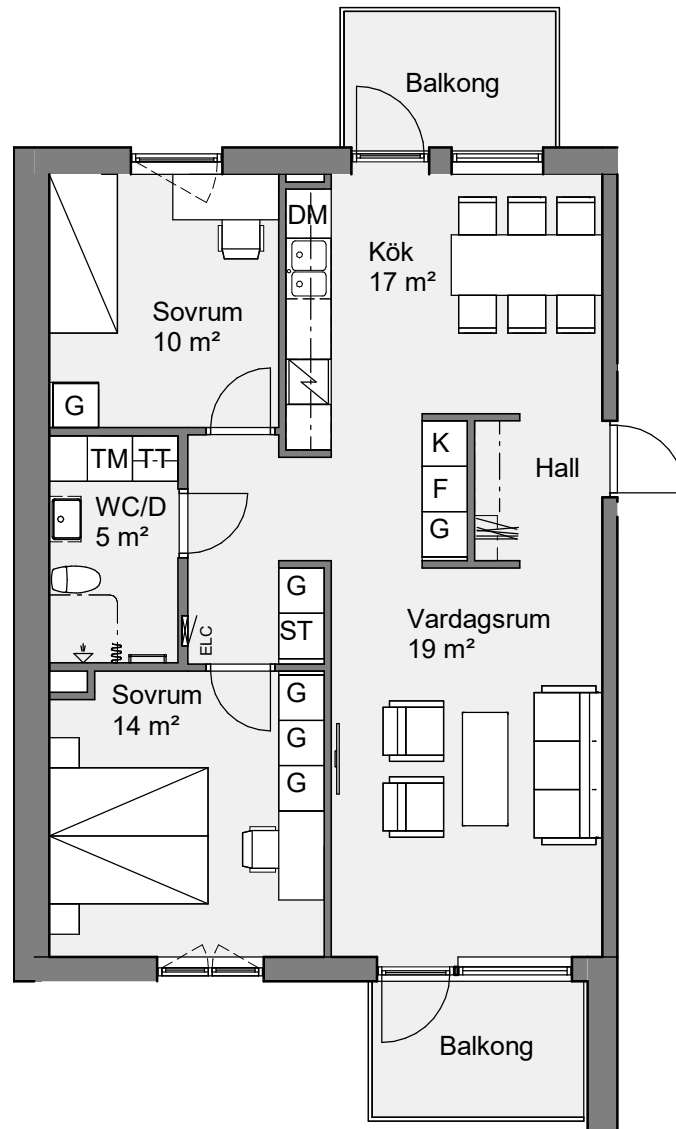 Balkong
DM
Kök
17 m²
Sovrum
10 m²
G
K
F
G
Hall
TM TT
WC/D
5 m²
G
ST
ELC
Vardagsrum
19 m²
Sovrum
14 m²
G
G
G
Balkong